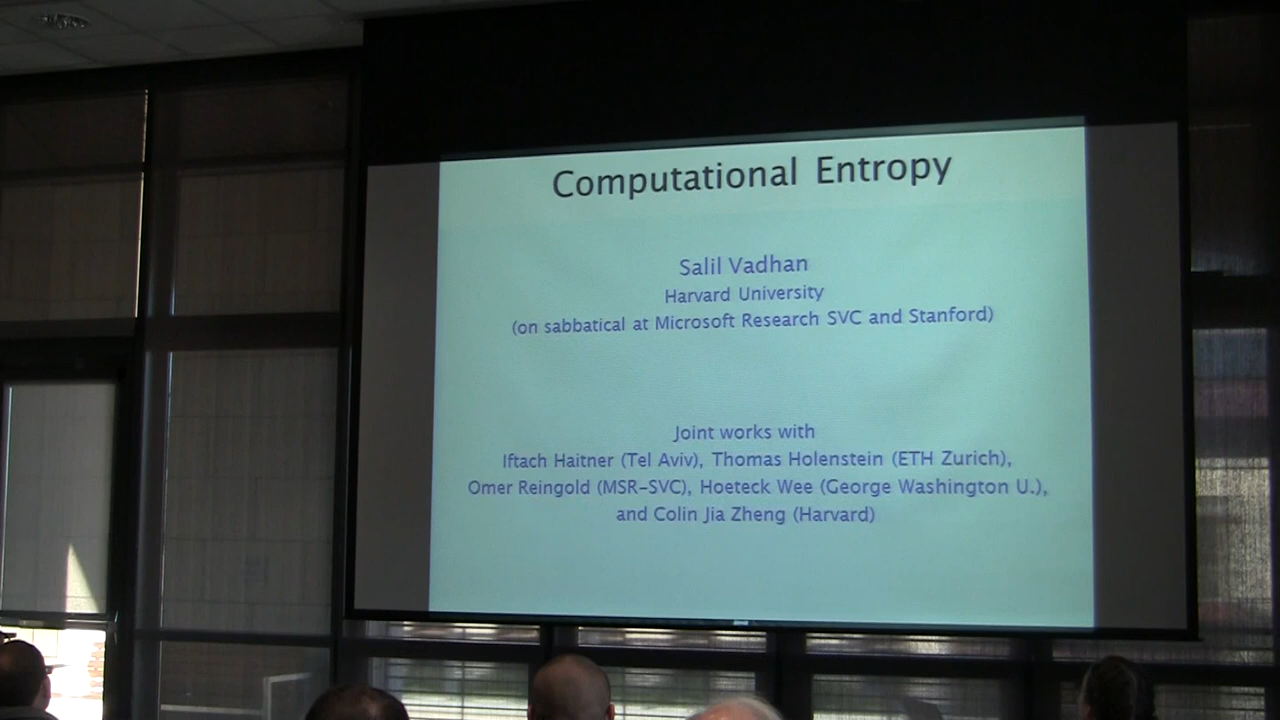 Computational Entropy
Salil Vadhan
Harvard University
(on sabbatical at Microsoft Research SVC and Stanford)
Joint works with
Iftach Haitner (Tel Aviv), Thomas Holenstein (ETH Zurich),
Omer Reingold (MSR-SVC), Hoeteck Wee (George Washington U.),
and Colin Jia Zheng (Harvard)